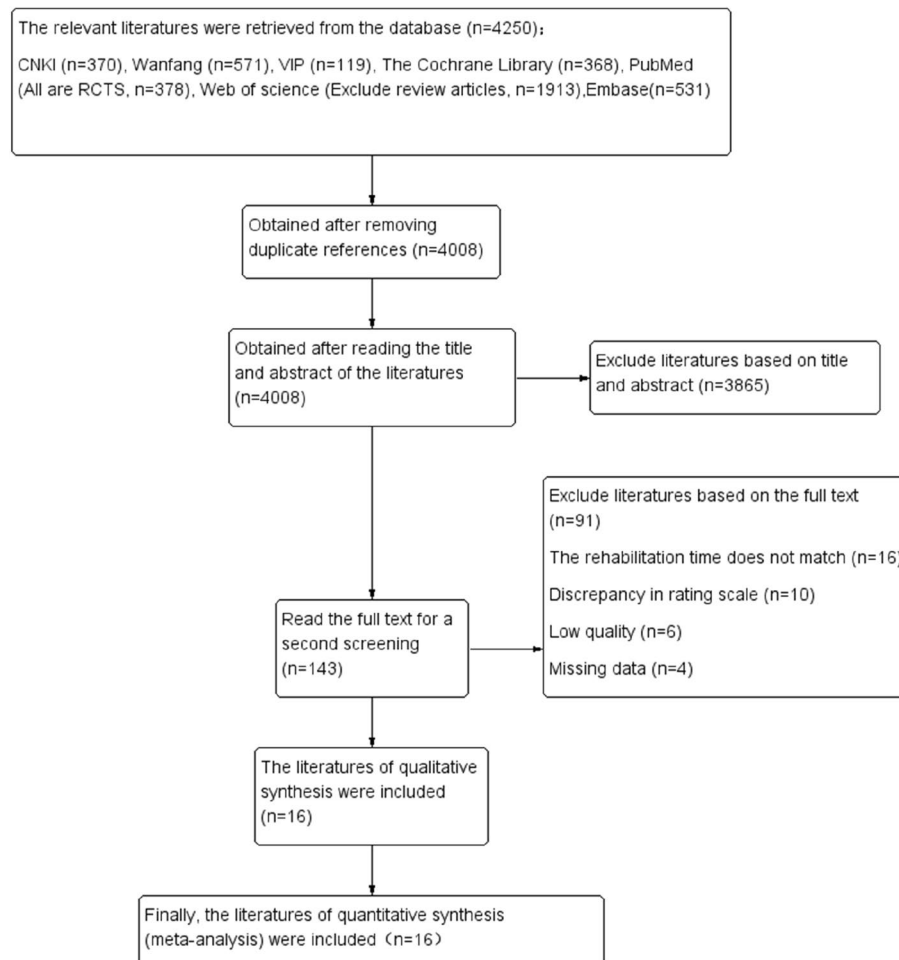 The relevant literatures were retrieved from the database (n=4250);
CNKI (n=370), Wanfang (n=571), VIP (n=119), The Cochrane Library (n=368), PubMed
(All are RCTS, n=378), Web of science (Exclude review articles, n=1913),Embase(n=531)
Obtained after removing
duplicate references (n=4008)
Obtained after reading the title
and abstract of the literatures
(n=4008)
Exclude literatures based on title
and abstract (n=3865)
Exclude literatures based on the full text
(n=91)
The rehabilitation time does not match (n=16)
Discrepancy in rating scale (n=10)
Low quality (n=6)
Missing data (n=4)
Read the full text for a
second screening
(n=143)
The literatures of qualitative
synthesis were included
(n=16)
Finally, the literatures of quantitative synthesis
(meta-analysis) were included（n=16）